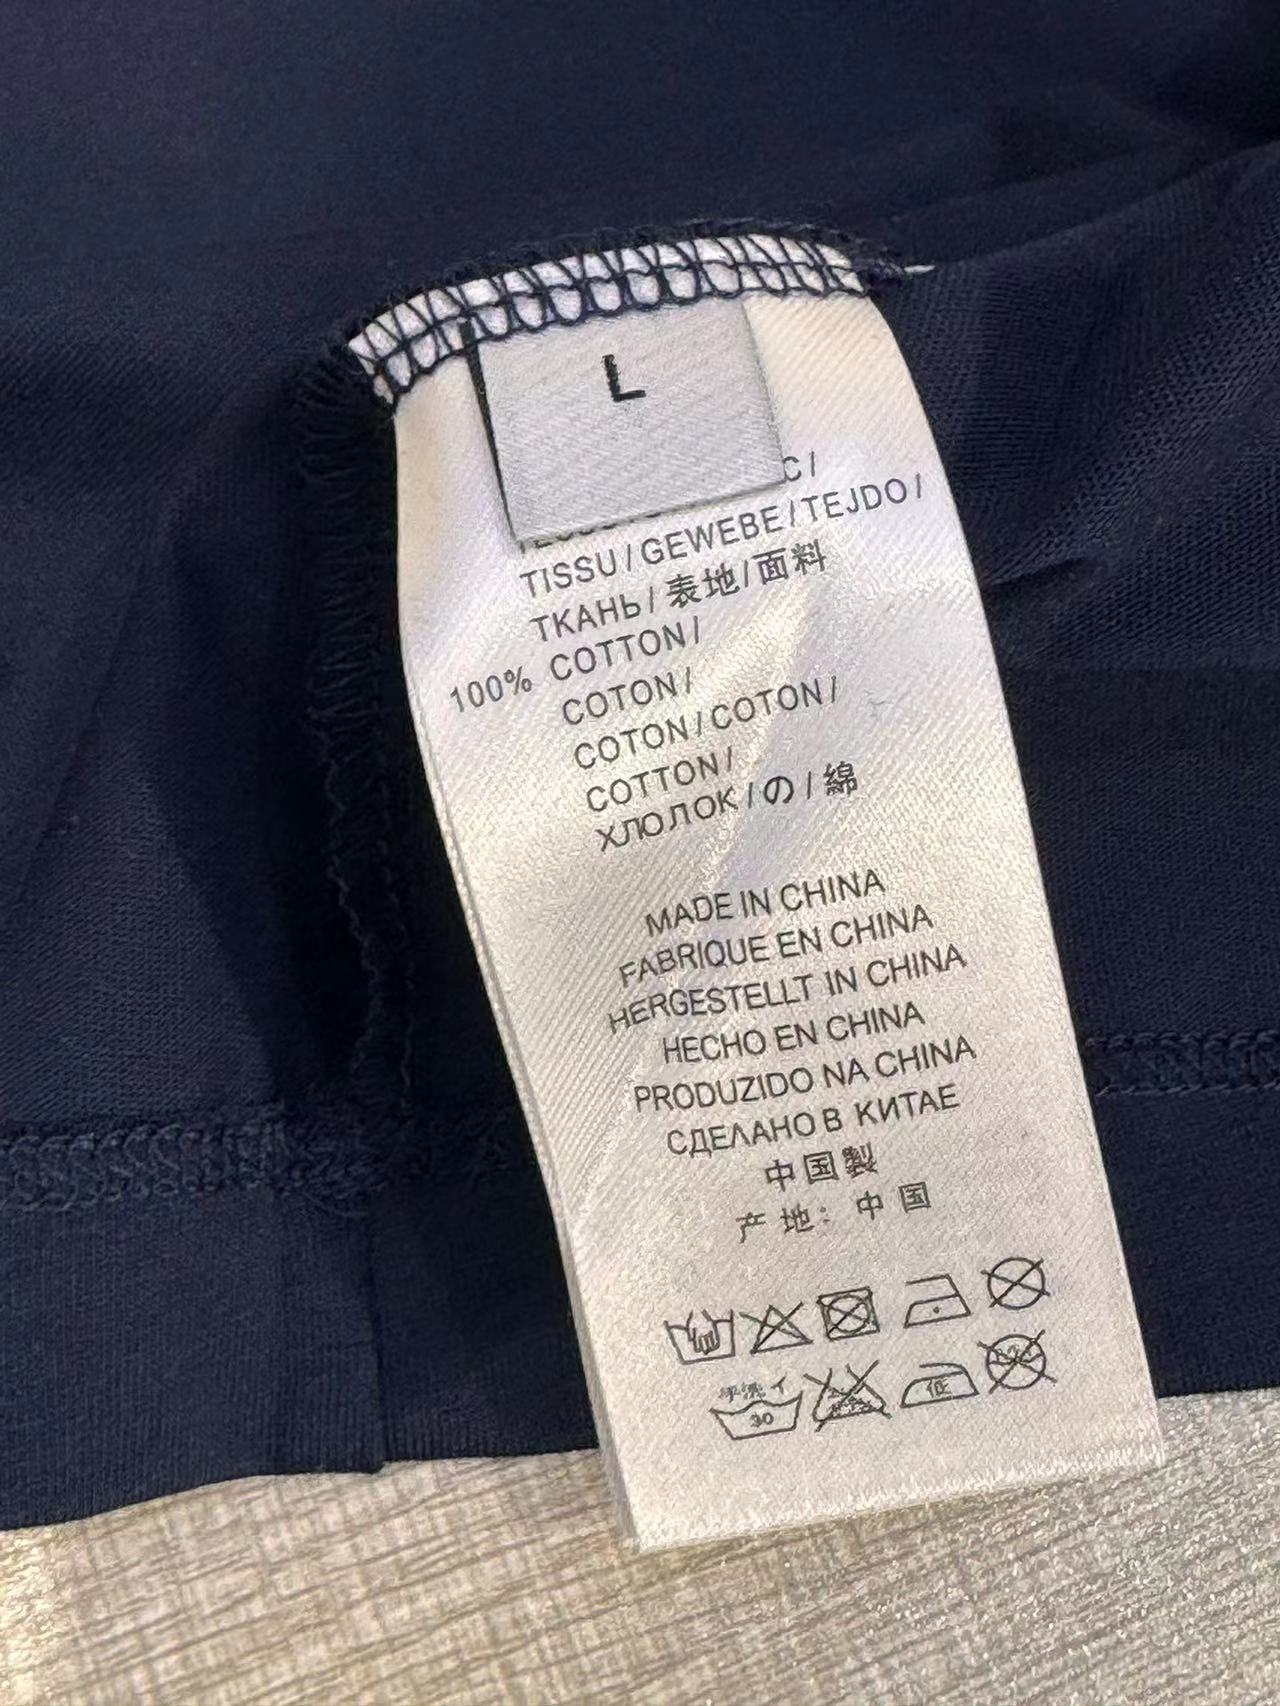 L
C/
TISSU/GEWEBE/TEJDO/
ТКАНЬ/表地/面料
100% COTTON/
COTON/
COTON/COTON/
COTTON/
ХЛОЛОК/の/綿
MADE IN CHINA
FABRIQUE EN CHINA
HERGESTELLT IN CHINA
HECHO EN CHINA
PRODUZIDO NA CHINA
СДЕЛАНО В КИТАЕ
中国製
产地：中国
30
低